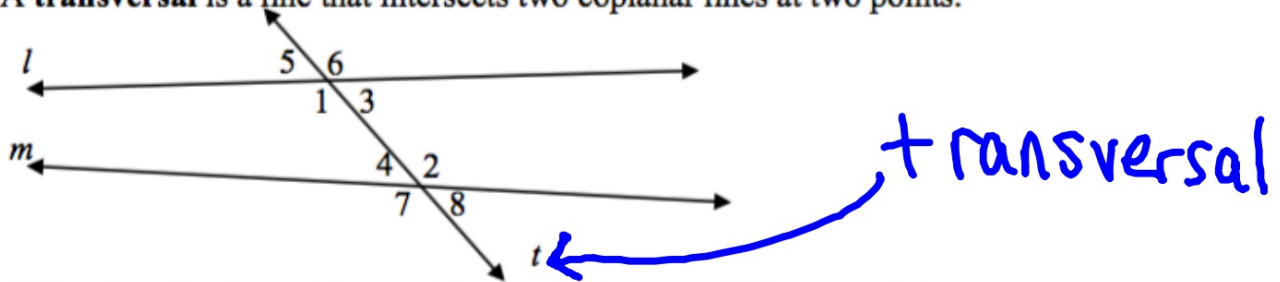 A transversal is a line that intersects two coplanar lines at two points.
l
5 6
1 3
m
4 2
7 8
t
transversal